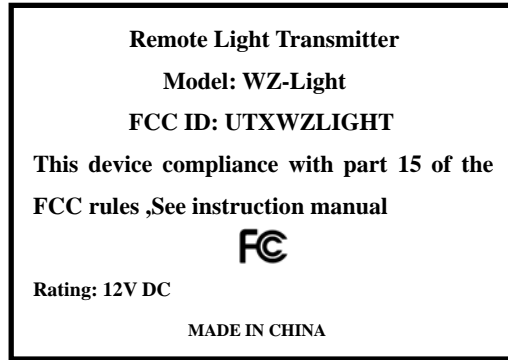 Remote Light Transmitter
Model: WZ-Light
FCC ID: UTXWZLIGHT
This device compliance with part 15 of the
FCC rules ,See instruction manual
FC
Rating: 12V DC
MADE IN CHINA